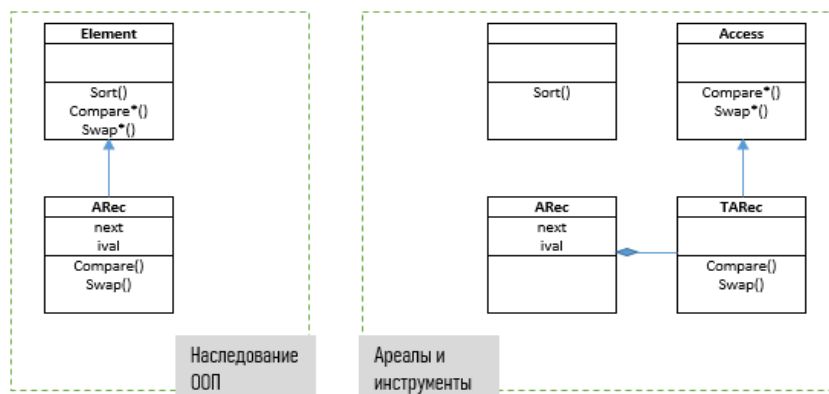 Element
Sort()
Compare*()
Swap*()
ARec
next
ival
Compare()
Swap()
Наследование
ООП
Sort()
Access
Compare*()
Swap*()
ARec
next
ival
TARec
Compare()
Swap()
Ареалы и
инструменты